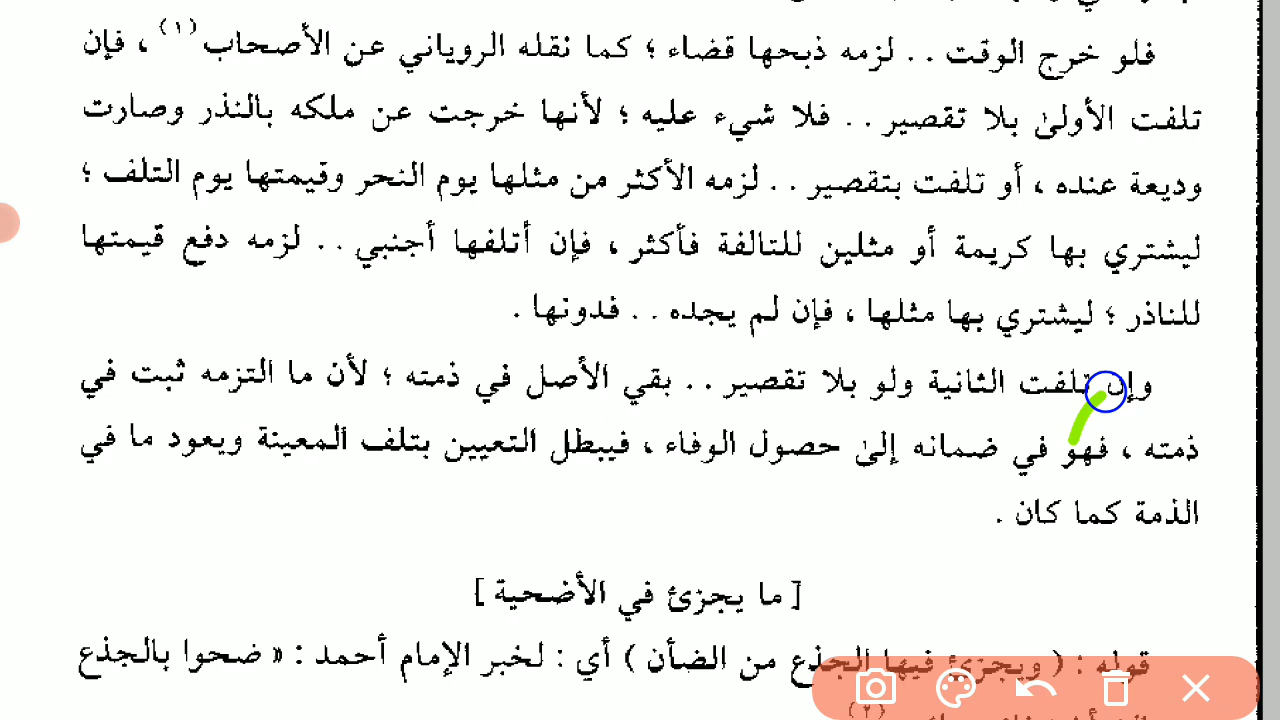 فلو خرج الوقت . . لزمه ذبحها قضاء ؛ كما نقله الروياني عن الأصحاب(١) ، فإن
تلفت الأولىٰ بلا تقصير . . فلا شيء عليه ؛ لأنها خرجت عن ملكه بالنذر وصارت
وديعة عنده ، أو تلفت بتقصير . . لزمه الأكثر من مثلها يوم النحر وقيمتها يوم التلف ؛
ليشتري بها كريمة أو مثلين للتالفة فأكثر ، فإن أتلفها أجنبي . . لزمه دفع قيمتها
للناذر ؛ ليشتري بها مثلها ، فإن لم يجده . . فدونها .
وإن تلفت الثانية ولو بلا تقصير . . بقي الأصل في ذمته ؛ لأن ما التزمه ثبت في
ذمته ، فهو في ضمانه إلىٰ حصول الوفاء ، فيبطل التعيين بتلف المعينة ويعود ما في
الذمة كما كان .
[ ما يجزئ في الأضحية ]
قوله : ( ويجزئ فيها الجذع من الضأن ) أي : لخبر الإمام أحمد : « ضحوا بالجذع
(٢)